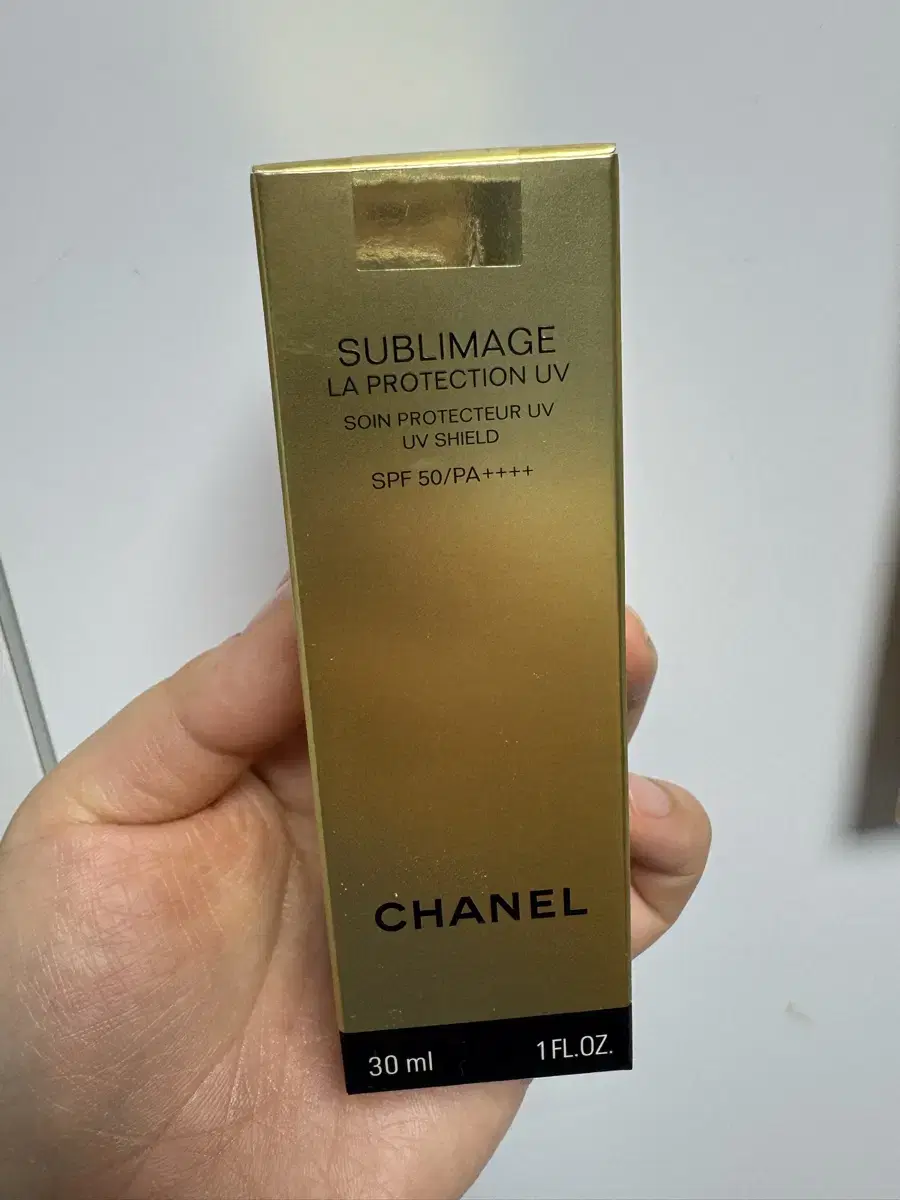 SUBLIMAGE
LA PROTECTION UV
SOIN PROTECTEUR UV
UV SHIELD
SPF 50/PA++++
CHANEL
30 ml 1 FL.OZ.